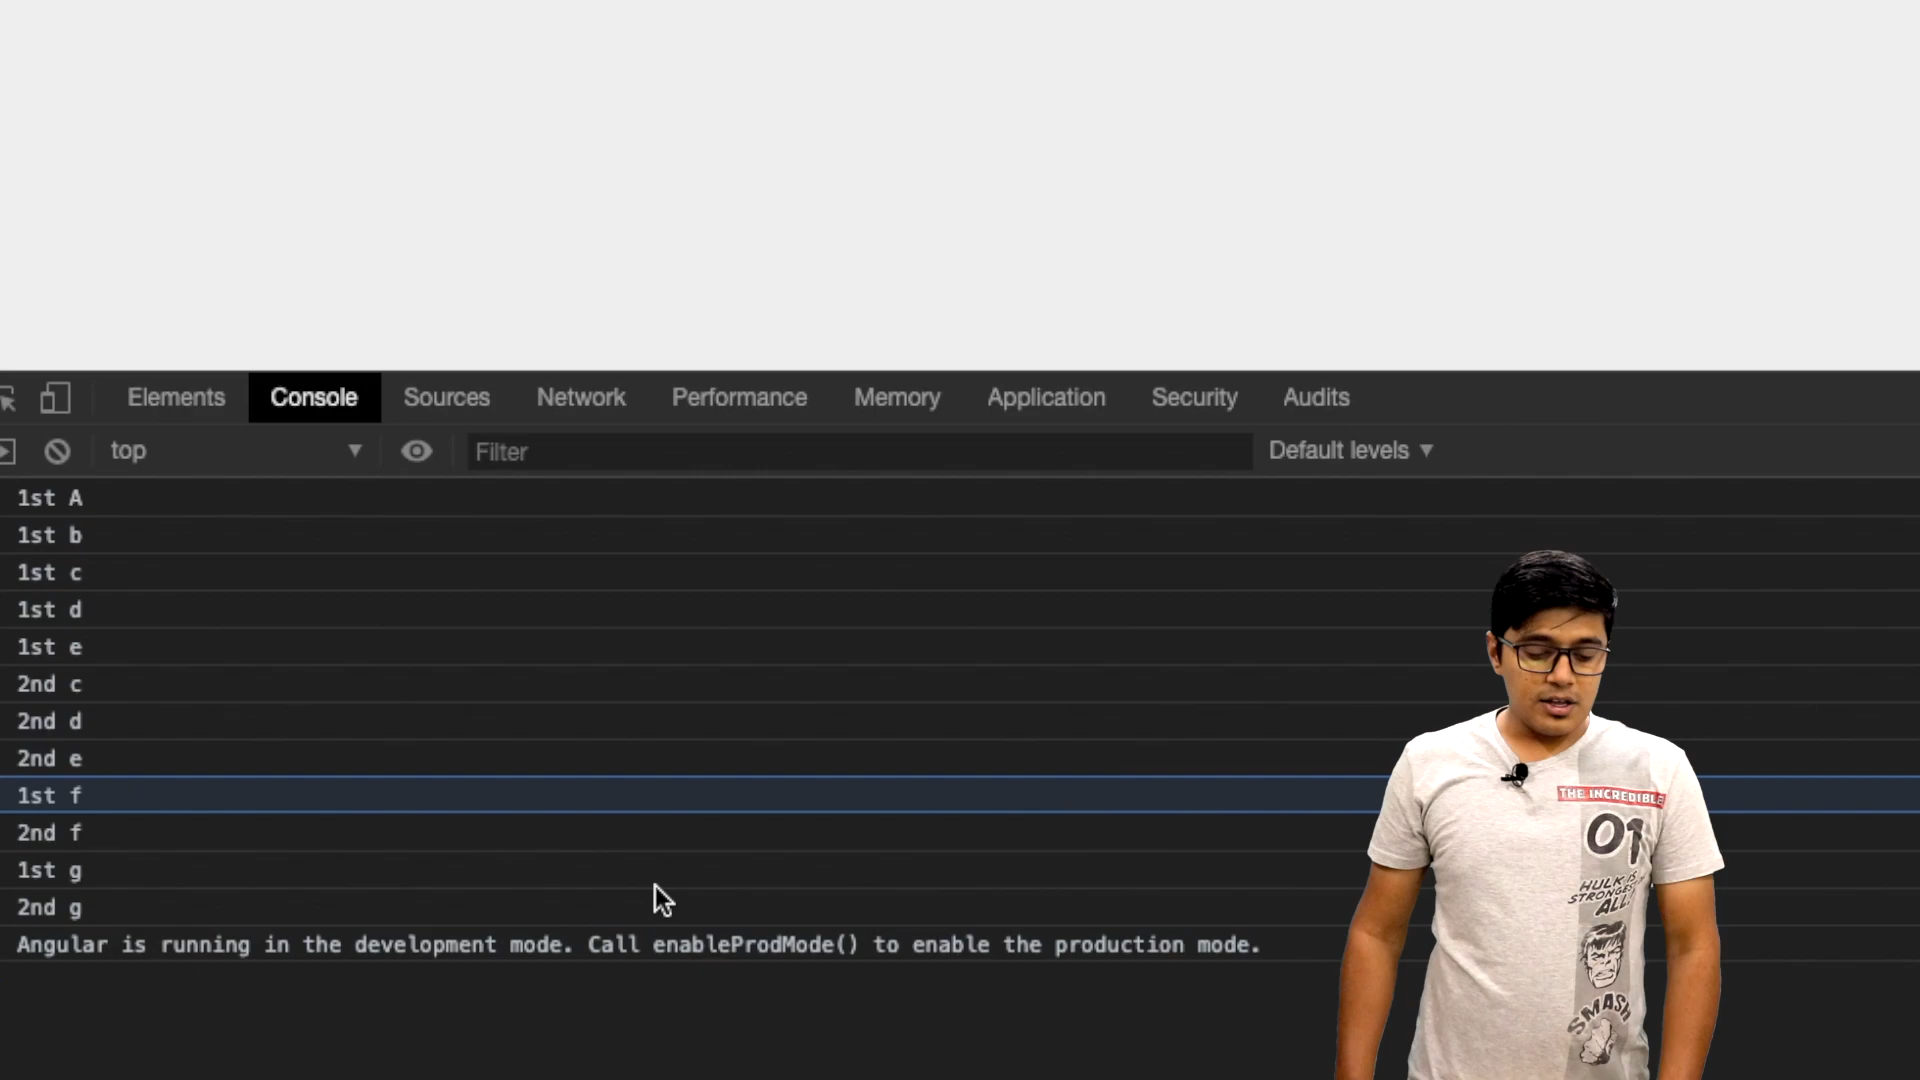 Elements Console Sources Network Performance Memory Application Security Audits
top Filter Default levels
1st A
1st b
1st c
1st d
1st e
2nd c
2nd d
2nd e
1st f
2nd f
1st g
2nd g
Angular is running in the development mode. Call enableProdMode() to enable the production mode.
THE INCREDIBLE
01
HULK IS
STRONGEST
ALL!
SMASH